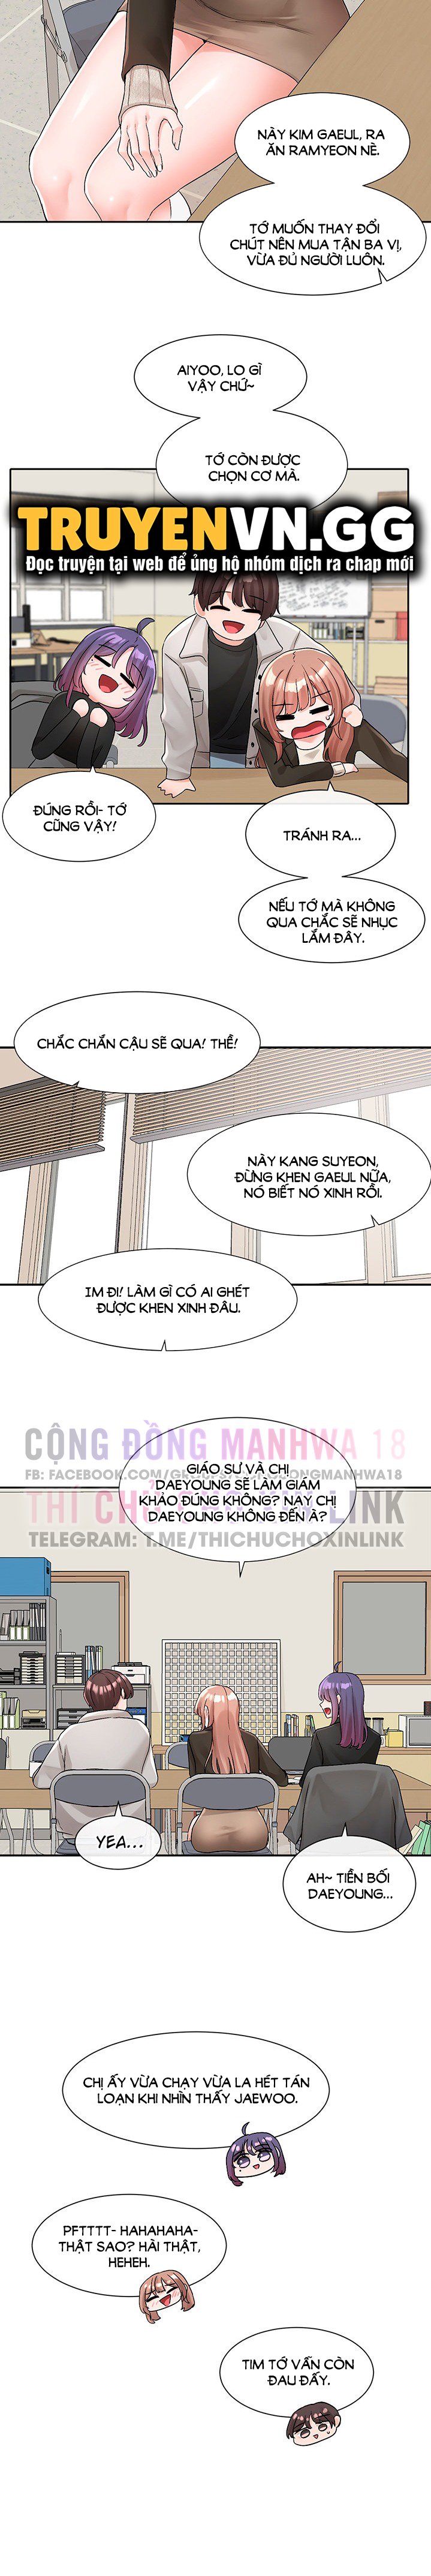 NÀY KIM GAEUL, RA
ĂN RAMYEON NÈ.
TỚ MUỐN THAY ĐỔI
CHÚT NÊN MUA TẬN BA VỊ,
VỪA ĐỦ NGƯỜI LUÔN.
AIYOO, LO GÌ
VẬY CHỨ~
TỚ CÒN ĐƯỢC
CHỌN CƠ MÀ.
TRUYENVN.GG
Đọc truyện tại web để ủng hộ nhóm dịch ra chap mới
ĐÚNG RỒI- TỚ
CŨNG VẬY!
TRÁNH RA...
NẾU TỚ MÀ KHÔNG
QUA CHẮC SẼ NHỤC
LẮM ĐÂY.
CHẮC CHẮN CẬU SẼ QUA! THỀ!
NÀY KANG SUYEON,
ĐỪNG KHEN GAEUL NỮA,
NÓ BIẾT NÓ XINH RỒI.
IM ĐI! LÀM GÌ CÓ AI GHÉT
ĐƯỢC KHEN XINH ĐÂU.
CỘNG ĐỒNG MANHWA 18
GIÁO SƯ VÀ CHỊ
DAEYOUNG SẼ LÀM GIÁM
KHẢO ĐÚNG KHÔNG? NAY CHỊ
DAEYOUNG KHÔNG ĐẾN À?
TELEGRAM: T.ME/THICHUCHOXINLINK
YEA...
AH~ TIỀN BỐI
DAEYOUNG...
CHỊ ẤY VỪA CHẠY VỪA LA HÉT TÁN
LOẠN KHI NHÌN THẤY JAEWOO.
PFTTTT- HAHAHAHA-
THẬT SAO? HÀI THẬT,
HEHEH.
TIM TỚ VẪN CÒN
ĐAU ĐẤY.